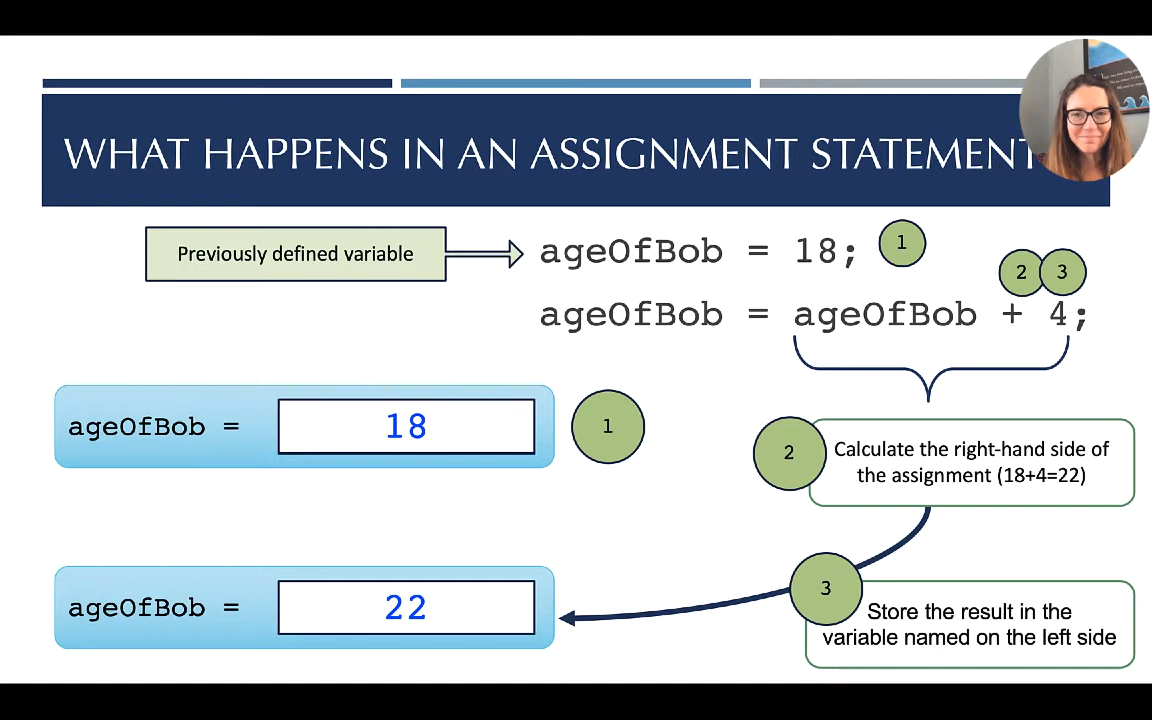 WHAT HAPPENS IN AN ASSIGNMENT STATEMENT
Previously defined variable
ageOfBob = 18;
1
2
3
ageOfBob = ageOfBob + 4;
ageOfBob =
18
1
2
Calculate the right-hand side of
the assignment (18+4=22)
ageOfBob =
22
3
Store the result in the
variable named on the left side